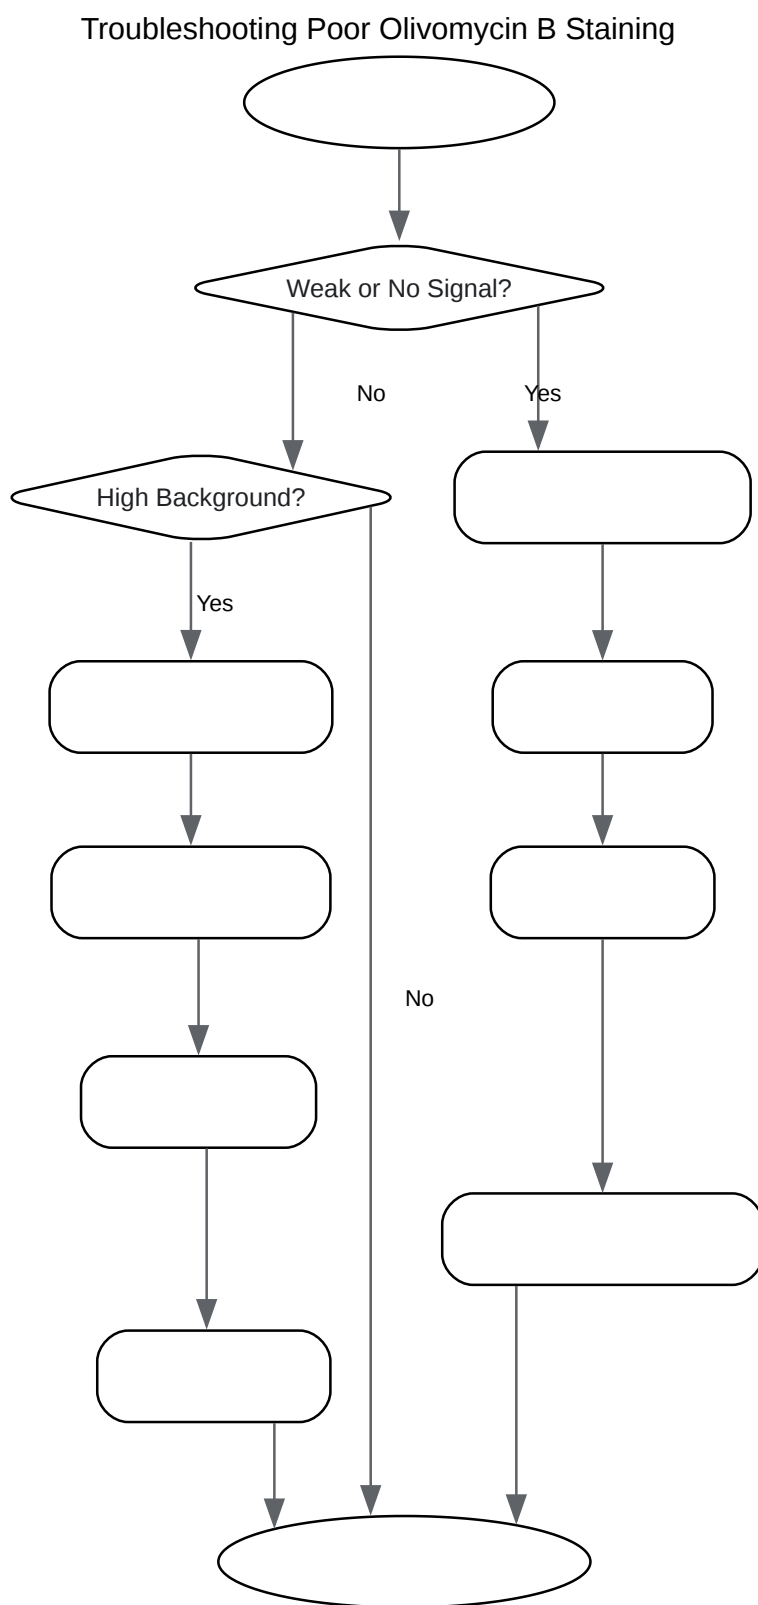 Troubleshooting Poor Olivomycin B Staining
Weak or No Signal?
No
Yes
High Background?
Yes
No